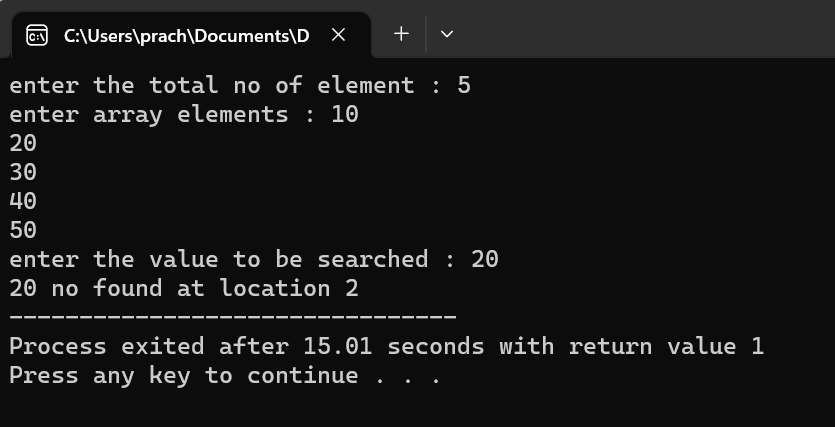 C:\Users\prach\Documents\D
enter the total no of element : 5
enter array elements : 10
20
30
40
50
enter the value to be searched : 20
20 no found at location 2
--------------------------------
Process exited after 15.01 seconds with return value 1
Press any key to continue . . .